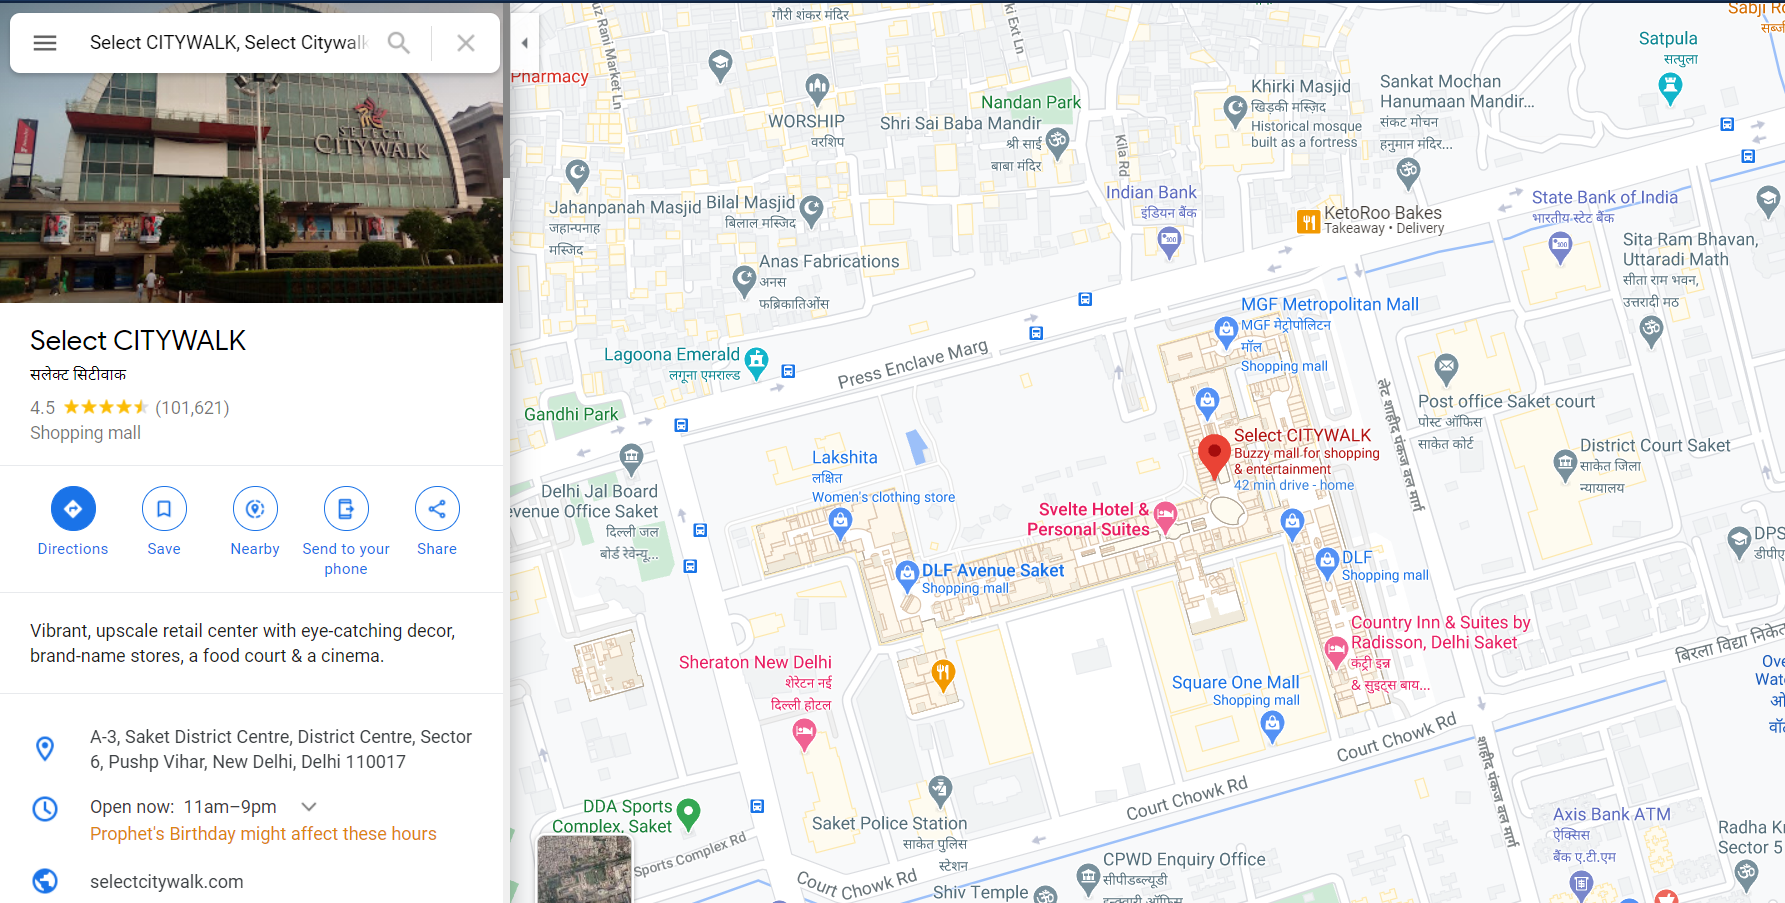 Select CITYWALK, Select Citywalk
SELECT
CITYWALK
Select CITYWALK
सलेक्ट सिटीवाक
4.5 (101,621)
Shopping mall
Directions
Save
Nearby
Send to your
phone
Share
Vibrant, upscale retail center with eye-catching decor,
brand-name stores, a food court & a cinema.
A-3, Saket District Centre, District Centre, Sector
6, Pushp Vihar, New Delhi, Delhi 110017
Open now: 11am–9pm
Prophet's Birthday might affect these hours
selectcitywalk.com
गौरी शंकर मंदिर
uz Rani Market Ln
Ext Ln
Pharmacy
WORSHIP
वरशिप
Nandan Park
Shri Sai Baba Mandir
श्री साई
बाबा मंदिर
Kila Rd
Khirki Masjid
खिड़की मस्जिद
Historical mosque
built as a fortress
Sankat Mochan
Hanumaan Mandir...
संकट मोचन
हनुमान मंदिर...
Satpula
सत्पुला
Sabji
Jahanpanah Masjid
जहान्पनाह
मस्जिद
Bilal Masjid
बिलाल मस्जिद
Anas Fabrications
अनस
फब्रिकातिओंस
Indian Bank
इंडियन बैंक
KetoRoo Bakes
Takeaway • Delivery
State Bank of India
भारतीय स्टेट बैंक
Sita Ram Bhavan,
Uttaradi Math
सीता राम भवन,
उत्तरादी मठ
MGF Metropolitan Mall
MGF मेट्रोपोलिटन
मॉल
Shopping mall
Lagoona Emerald
लगूना एमराल्ड
Press Enclave Marg
Gandhi Park
Post office Saket court
पोस्ट ऑफिस
साकेत कोर्ट
लेट शाहीद पंकज वल मार्ग
District Court Saket
साकेत जिला
न्यायालय
Select CITYWALK
Buzzy mall for shopping
& entertainment
42 min drive - home
Lakshita
लक्षित
Women's clothing store
Delhi Jal Board
evenue Office Saket
दिल्ली जल
बोर्ड रेवेन्यू...
Svelte Hotel &
Personal Suites
DLF Avenue Saket
Shopping mall
DLF
Shopping mall
DPS
डीपीए
Country Inn & Suites by
Radisson, Delhi Saket
कंट्री इन्न
& सुइट्स बाय...
बिरला विद्या निकेत
Sheraton New Delhi
शेरेटन नई
दिल्ली होटल
Square One Mall
Shopping mall
Ove
Wat
ओ
Court Chowk Rd
शहीद पंकज वल मार्ग
Court Chowk Rd
DDA Sports
Complex, Saket
Sports Complex Rd
Saket Police Station
साकेत पुलिस
स्टेशन
Axis Bank ATM
ऐक्सिस
बैंक ए.टी.एम
Radha K
Sector 5
CPWD Enquiry Office
सीपीडब्ल्यूडी
Court Chowk Rd
Shiv Temple